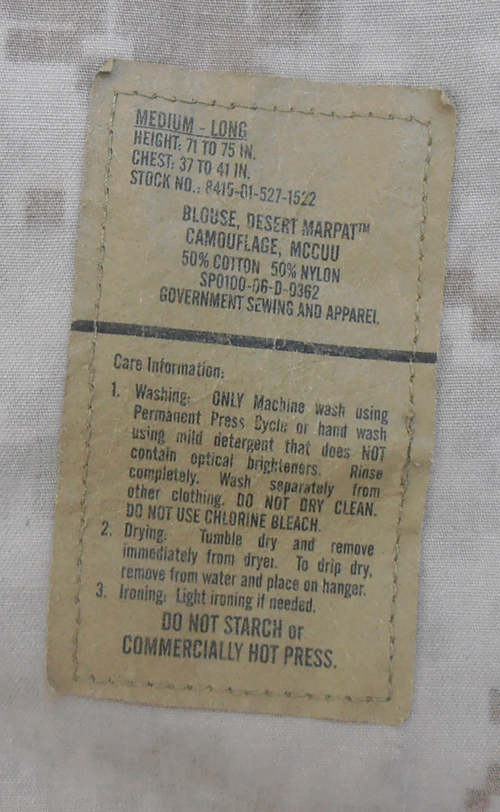 MEDIUM - LONG
HEIGHT: 71 TO 75 IN.
CHEST: 37 TO 41 IN.
STOCK NO.: 8415-01-527-1522
BLOUSE, DESERT MARPAT™
CAMOUFLAGE, MCCUU
50% COTTON 50% NYLON
SP0100-06-D-0362
GOVERNMENT SEWING AND APPAREL
Care Information:
1. Washing: ONLY Machine wash using
Permanent Press Cycle or hand wash
using mild detergent that does NOT
contain optical brighteners. Rinse
completely. Wash separately from
other clothing. DO NOT DRY CLEAN.
DO NOT USE CHLORINE BLEACH.
2. Drying: Tumble dry and remove
immediately from dryer. To drip dry,
remove from water and place on hanger.
3. Ironing: Light ironing if needed.
DO NOT STARCH or
COMMERCIALLY HOT PRESS.